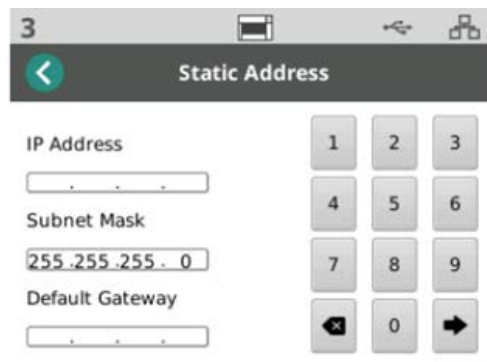 3
Static Address
IP Address
. . .
Subnet Mask
255 .255 .255 . 0
Default Gateway
. . .
1 2 3
4 5 6
7 8 9
0